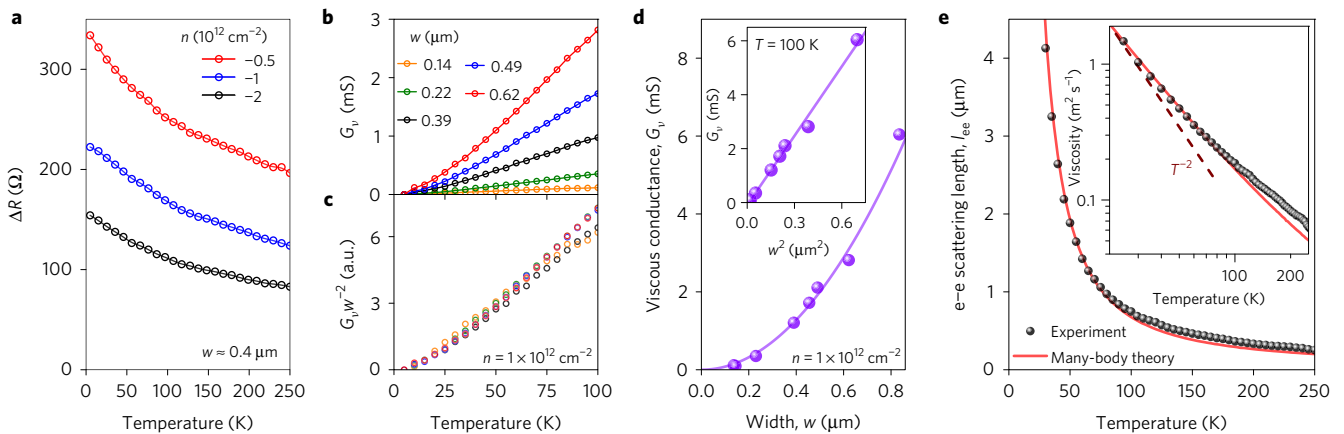 a
n (10¹² cm⁻²)
−0.5
−1
−2
300
200
100
0
ΔR (Ω)
w ≈ 0.4 μm
0 50 100 150 200 250
Temperature (K)
b
w (μm)
0.14 0.49
0.22 0.62
0.39
3
2
1
0
Gᵥ (mS)
c
6
3
0
Gᵥw⁻² (a.u.)
n = 1 × 10¹² cm⁻²
0 25 50 75 100
Temperature (K)
d
8
6
4
2
0
Viscous conductance, Gᵥ (mS)
T = 100 K
6
4
2
0
Gᵥ (mS)
0.0 0.3 0.6
w² (μm²)
n = 1 × 10¹² cm⁻²
0.0 0.2 0.4 0.6 0.8
Width, w (μm)
e
4
3
2
1
0
e−e scattering length, lₑₑ (μm)
1
0.1
Viscosity (m² s⁻¹)
T⁻²
100 200
Temperature (K)
Experiment
Many-body theory
0 50 100 150 200 250
Temperature (K)